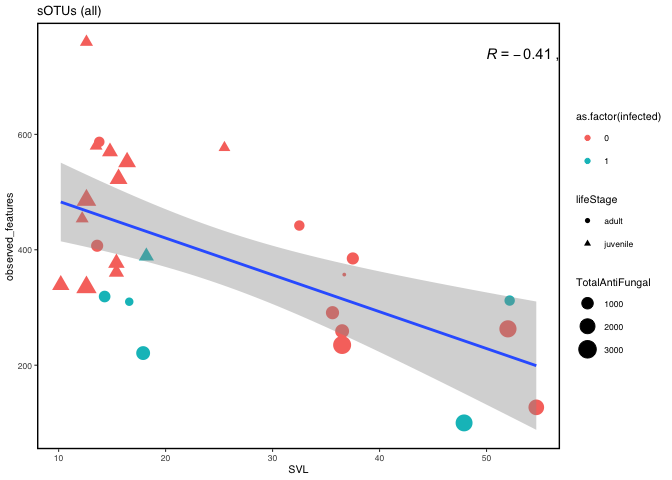 sOTUs (all)
R = −0.41 ,
observed_features
600
400
200
10 20 30 40 50
SVL
as.factor(infected)
0
1
lifeStage
adult
juvenile
TotalAntiFungal
1000
2000
3000